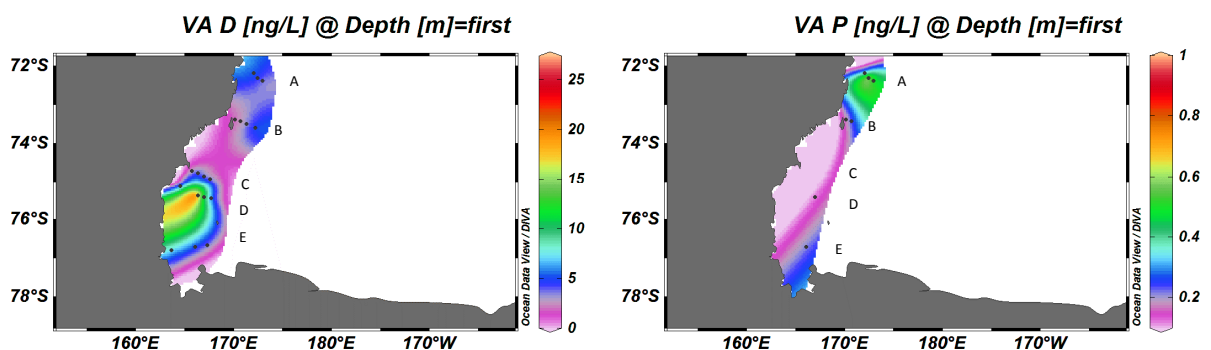 VA D [ng/L] @ Depth [m]=first
72°S
74°S
76°S
78°S
160°E
170°E
180°E
170°W
A
B
C
D
E
25
20
15
10
5
0
Ocean Data View / DIVA
VA P [ng/L] @ Depth [m]=first
72°S
74°S
76°S
78°S
160°E
170°E
180°E
170°W
A
B
C
D
E
1
0.8
0.6
0.4
0.2
Ocean Data View / DIVA